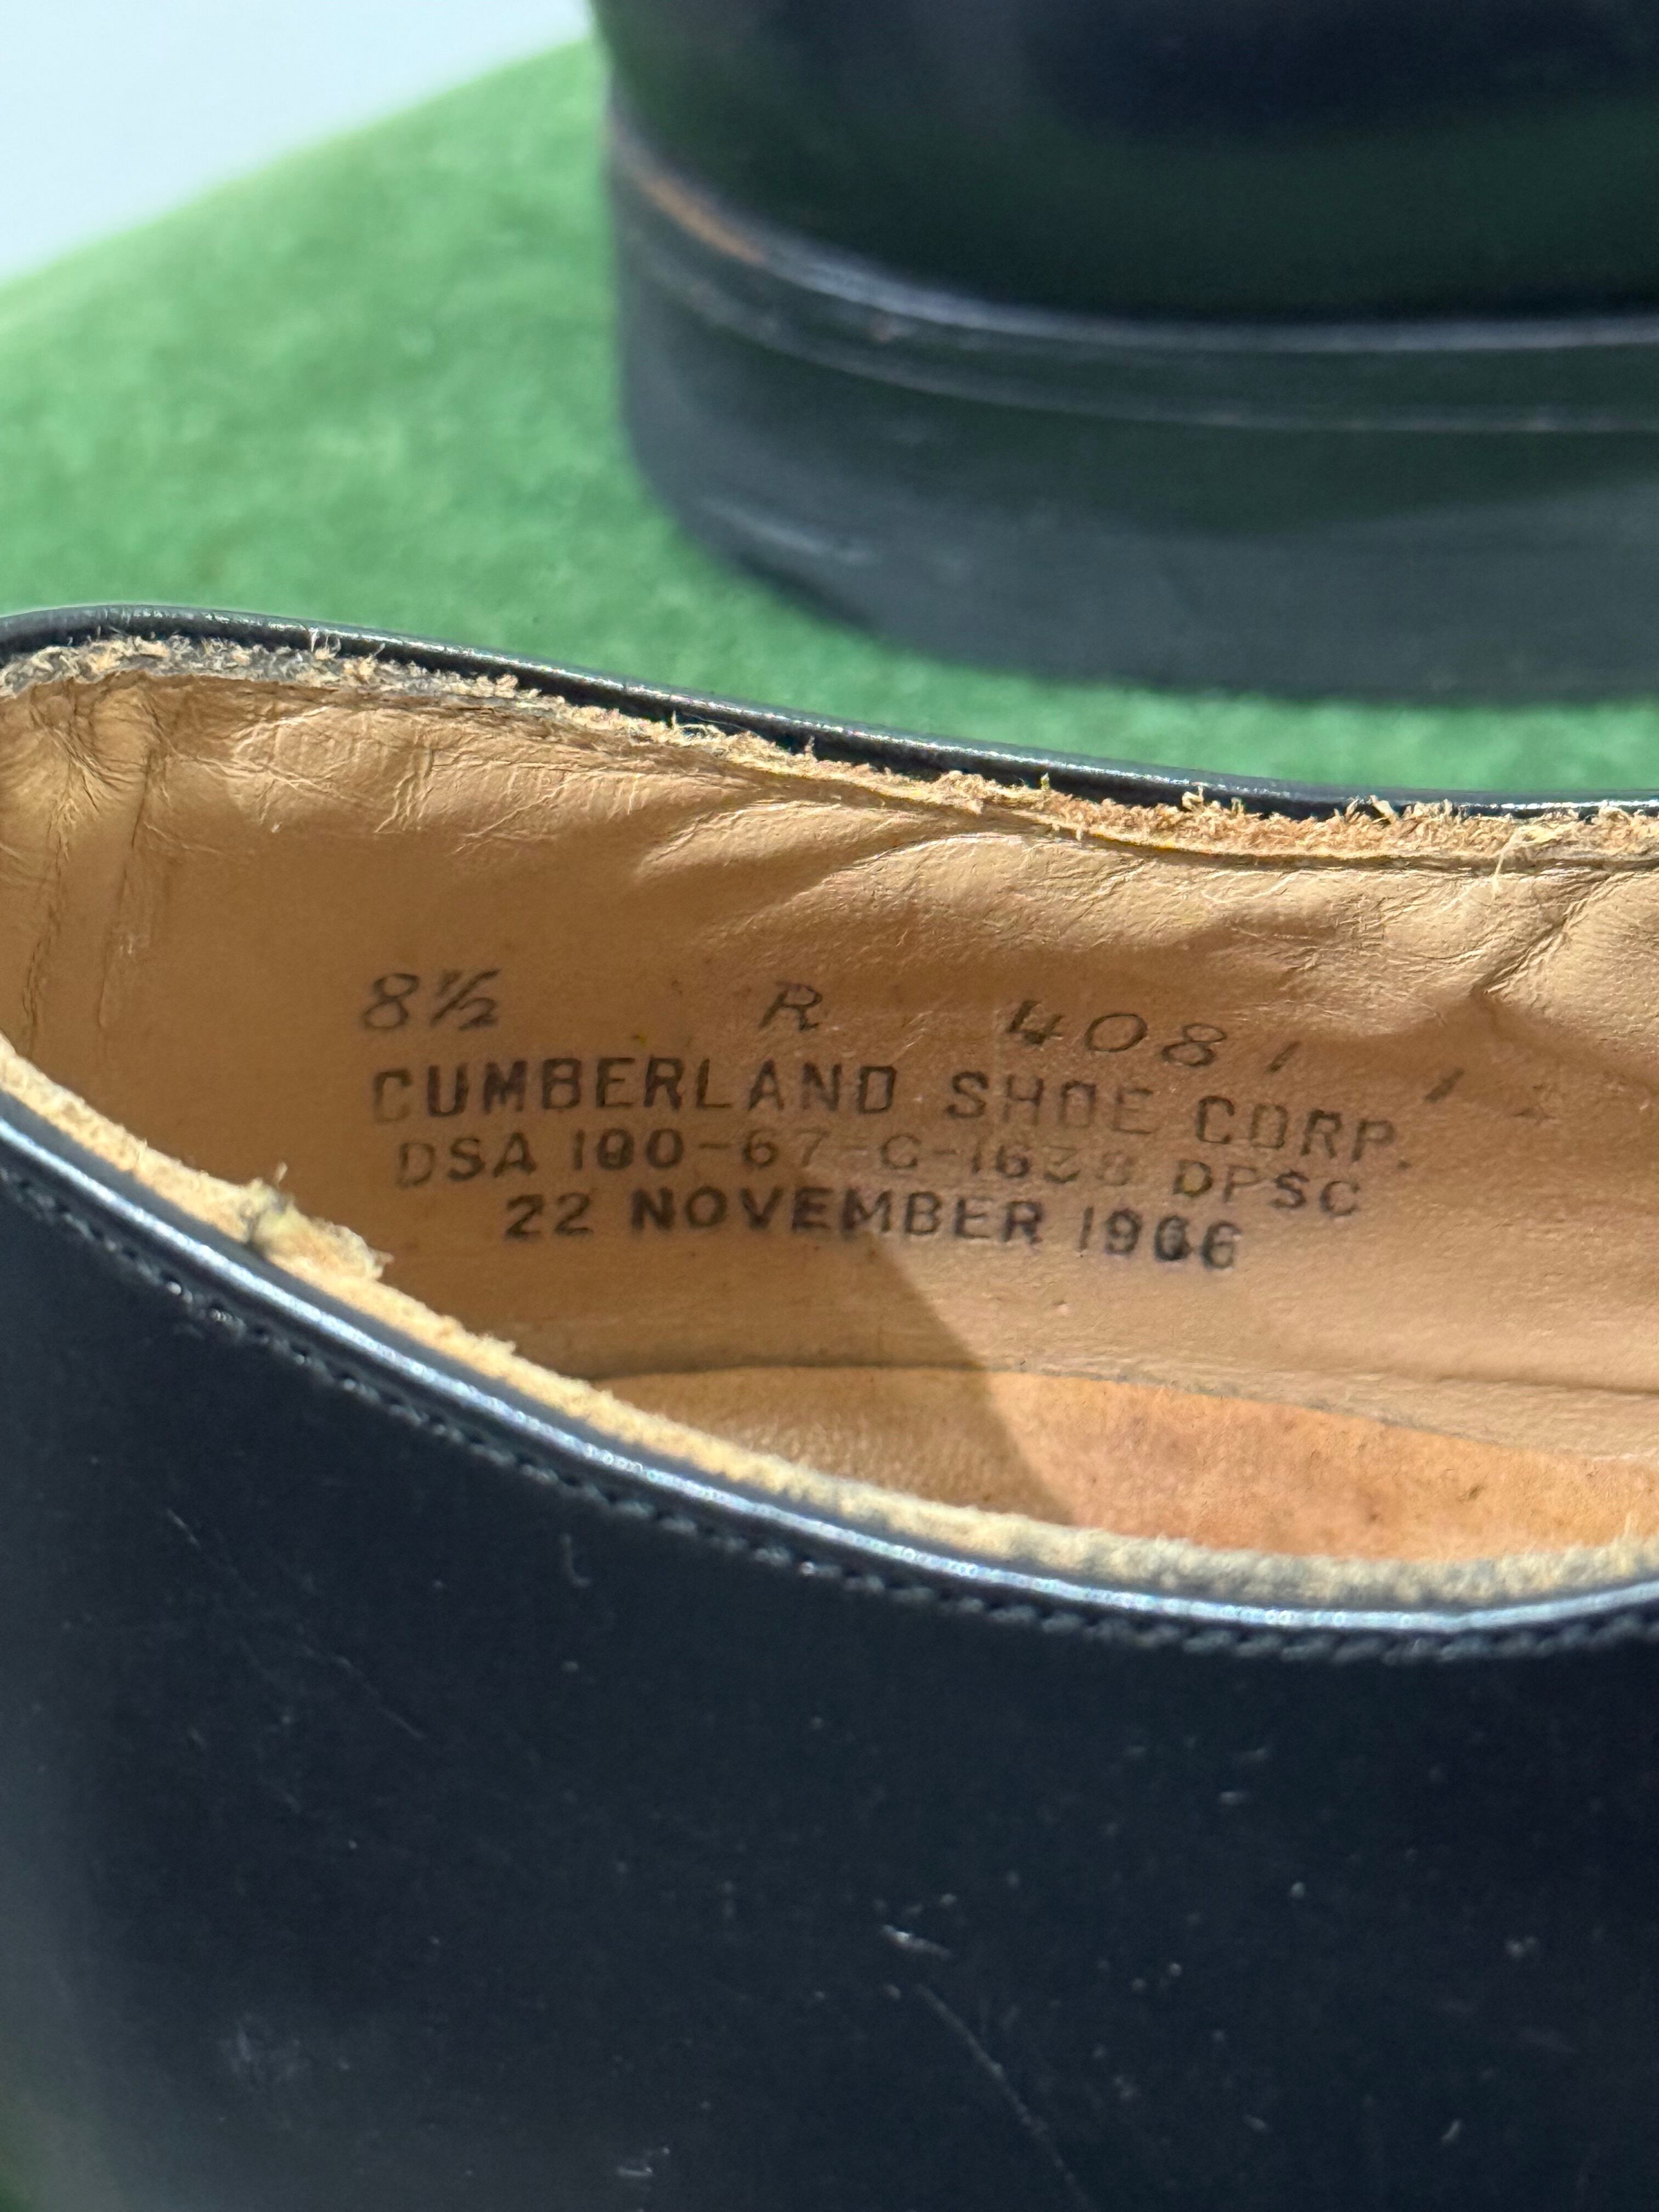 8½ R 4081
CUMBERLAND SHOE CORP.
DSA 100-67-C-1638 DPSC
22 NOVEMBER 1966